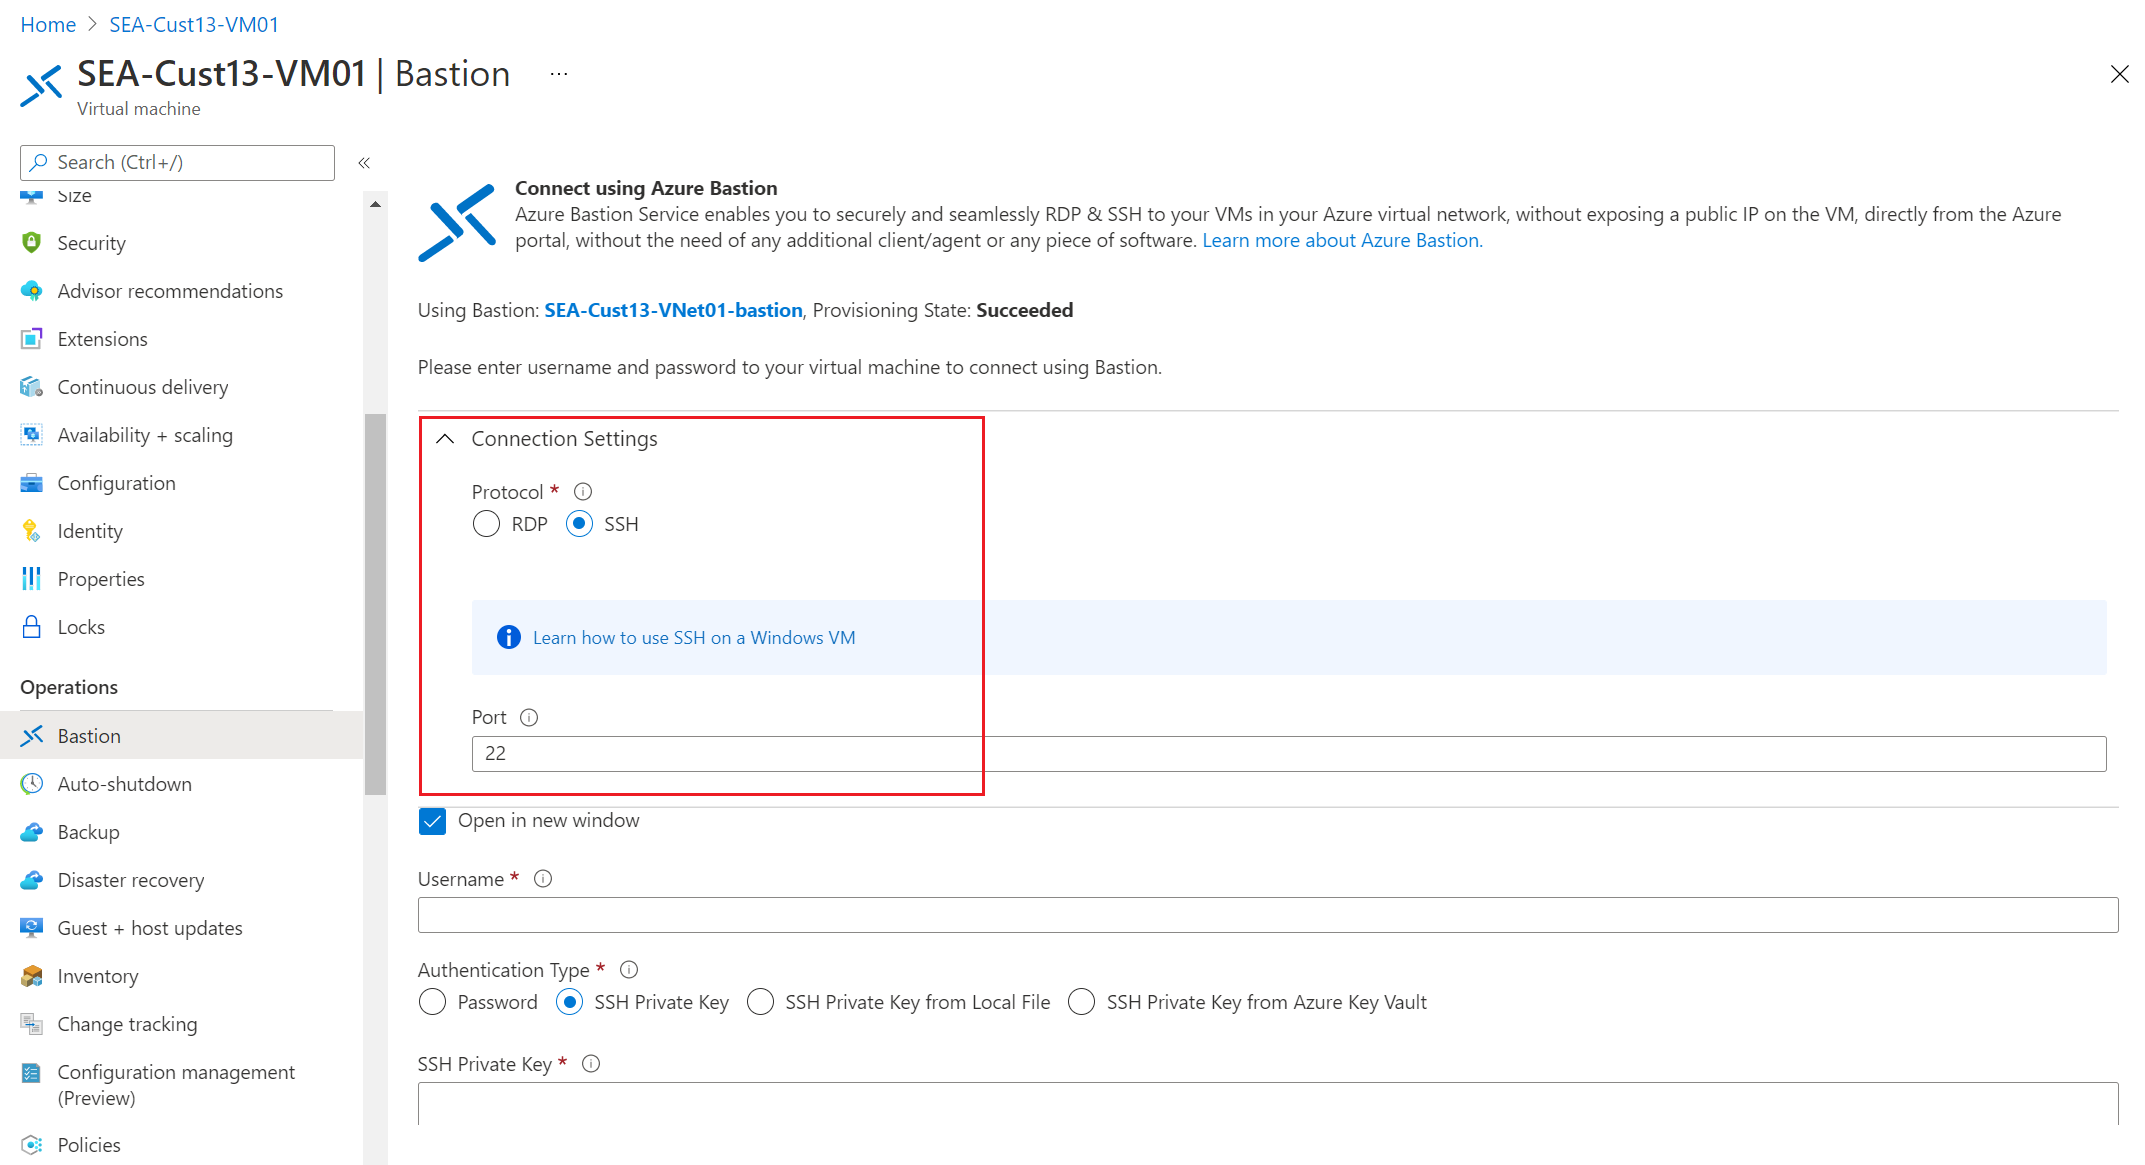 Home > SEA-Cust13-VM01
SEA-Cust13-VM01 | Bastion ...
Virtual machine
Search (Ctrl+/)
«
Size
Security
Advisor recommendations
Extensions
Continuous delivery
Availability + scaling
Configuration
Identity
Properties
Locks
Operations
Bastion
Auto-shutdown
Backup
Disaster recovery
Guest + host updates
Inventory
Change tracking
Configuration management
(Preview)
Policies
Connect using Azure Bastion
Azure Bastion Service enables you to securely and seamlessly RDP & SSH to your VMs in your Azure virtual network, without exposing a public IP on the VM, directly from the Azure
portal, without the need of any additional client/agent or any piece of software. Learn more about Azure Bastion.
Using Bastion: SEA-Cust13-VNet01-bastion, Provisioning State: Succeeded
Please enter username and password to your virtual machine to connect using Bastion.
Connection Settings
Protocol *
RDP SSH
Learn how to use SSH on a Windows VM
Port
22
Open in new window
Username *
Authentication Type *
Password SSH Private Key SSH Private Key from Local File SSH Private Key from Azure Key Vault
SSH Private Key *